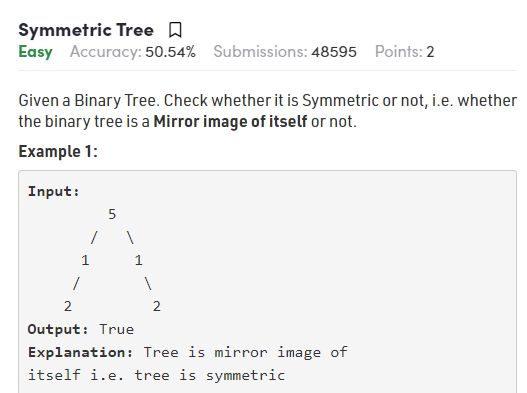 Symmetric Tree
Easy Accuracy: 50.54% Submissions: 48595 Points: 2
Given a Binary Tree. Check whether it is Symmetric or not, i.e. whether
the binary tree is a Mirror image of itself or not.
Example 1:
Input:
5
/ \
1 1
/ \
2 2
Output: True
Explanation: Tree is mirror image of
itself i.e. tree is symmetric